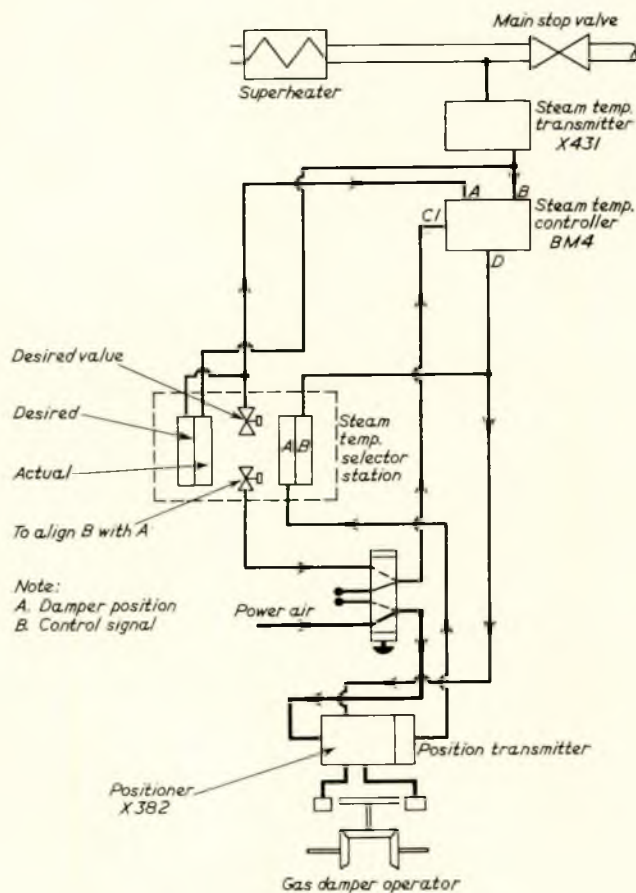 Main stop valve
Superheater
Steam temp.
transmitter
X431
A
B
C1
Steam temp.
controller
BM4
D
Desired value
Desired
A B
Steam
temp.
selector
station
Actual
To align B with A
Note:
A. Damper position
B. Control signal
Power air
Position transmitter
Positioner
X382
Gas damper operator